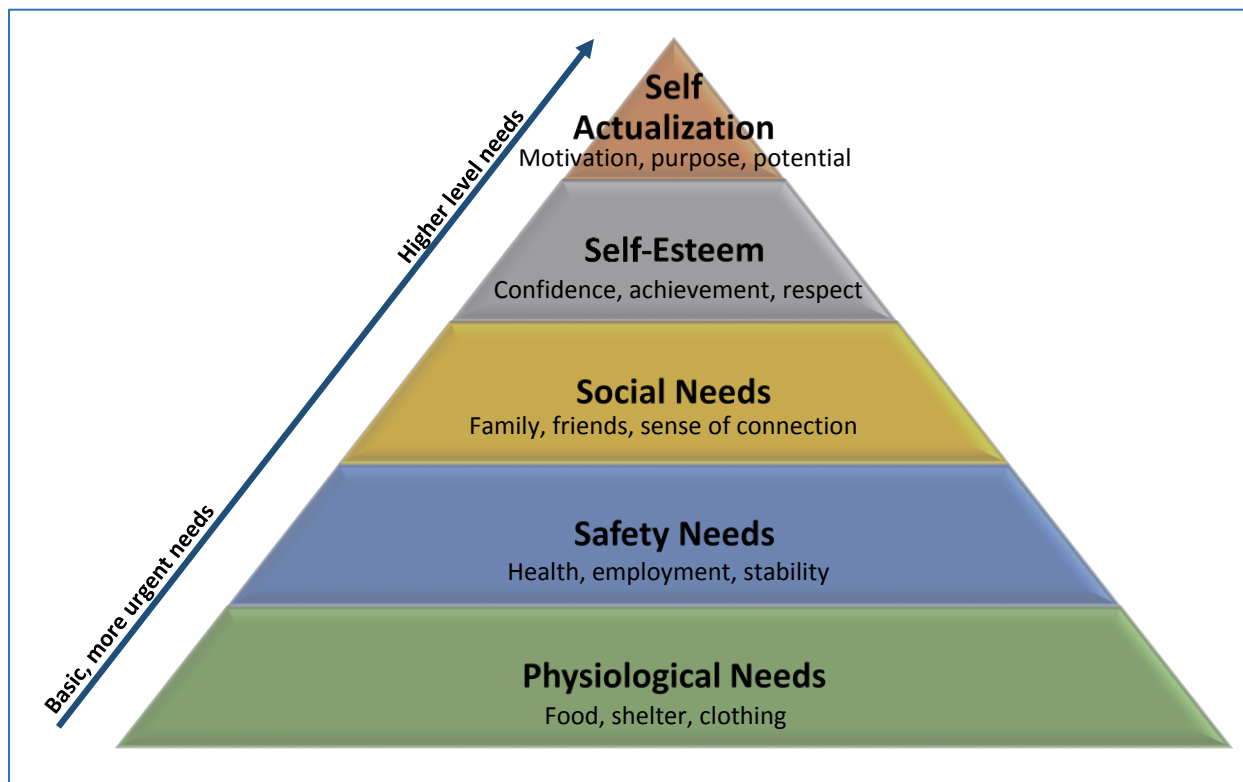 Self
Actualization
Motivation, purpose, potential
Higher level needs
Self-Esteem
Confidence, achievement, respect
Social Needs
Family, friends, sense of connection
Safety Needs
Health, employment, stability
Basic, more urgent needs
Physiological Needs
Food, shelter, clothing